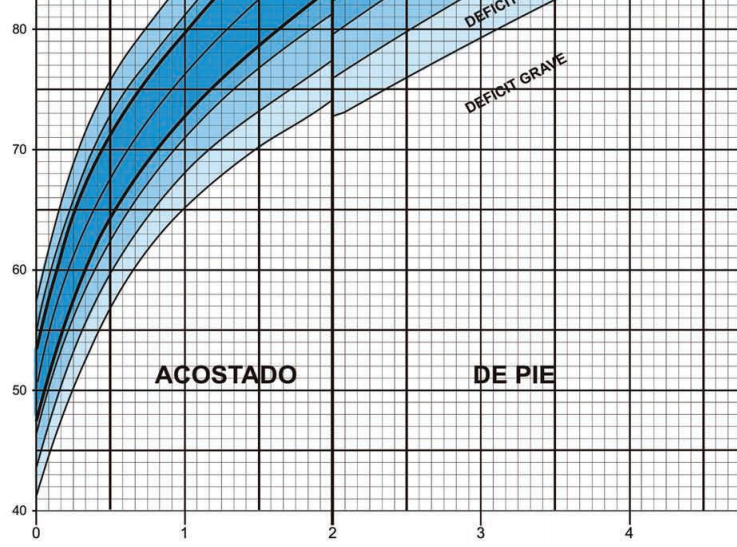 80
DEFICIT
DEFICIT GRAVE
70
60
ACOSTADO
DE PIE
50
40
0
1
2
3
4